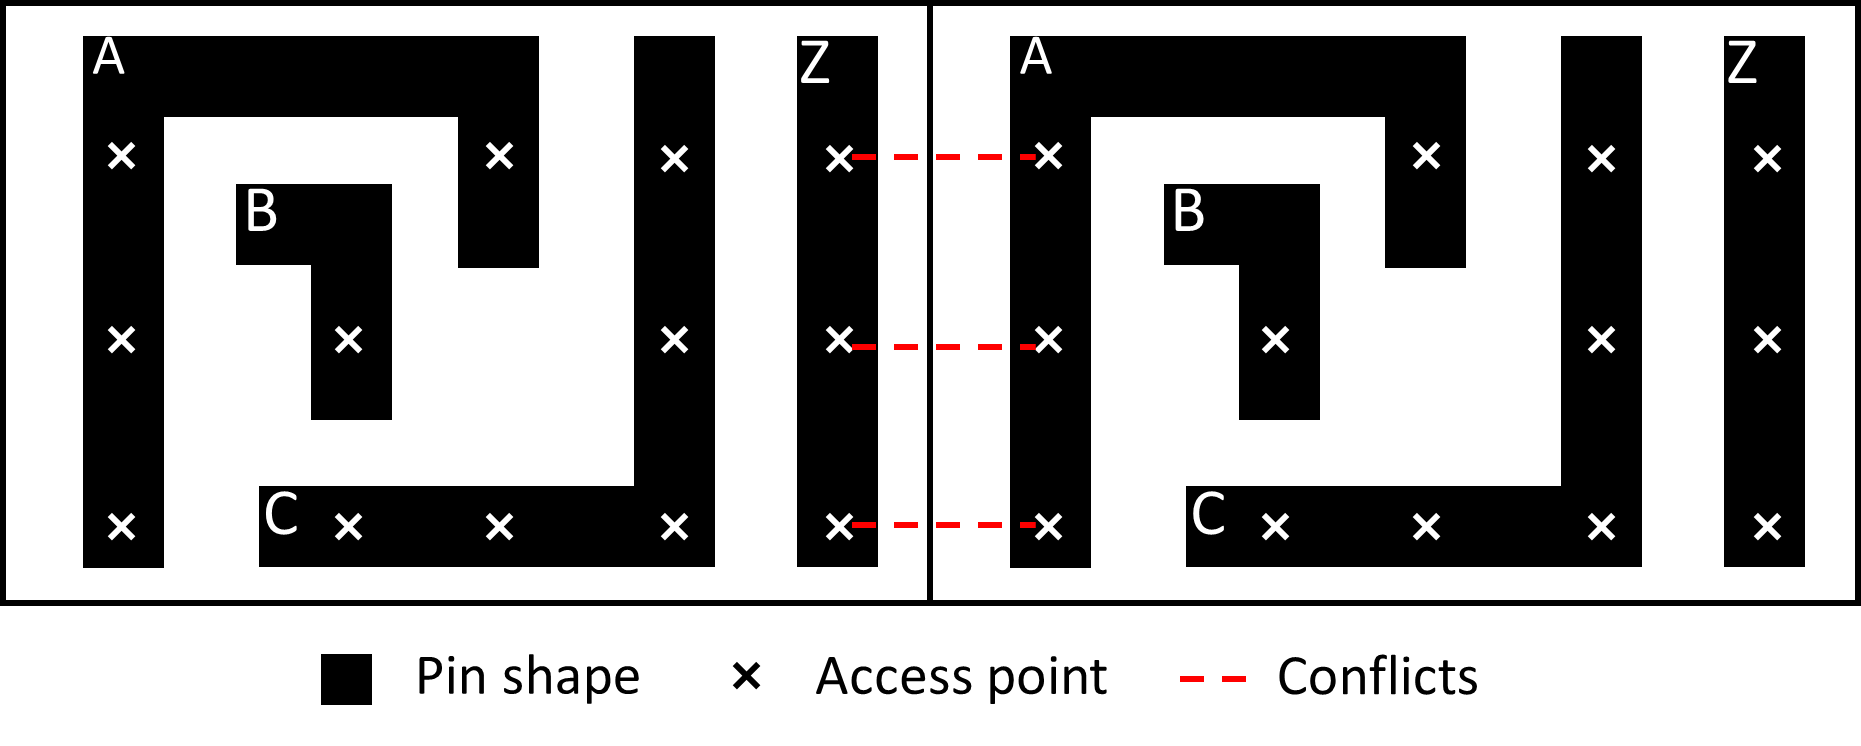 A Z A Z
B B
C C
Pin shape Access point Conflicts